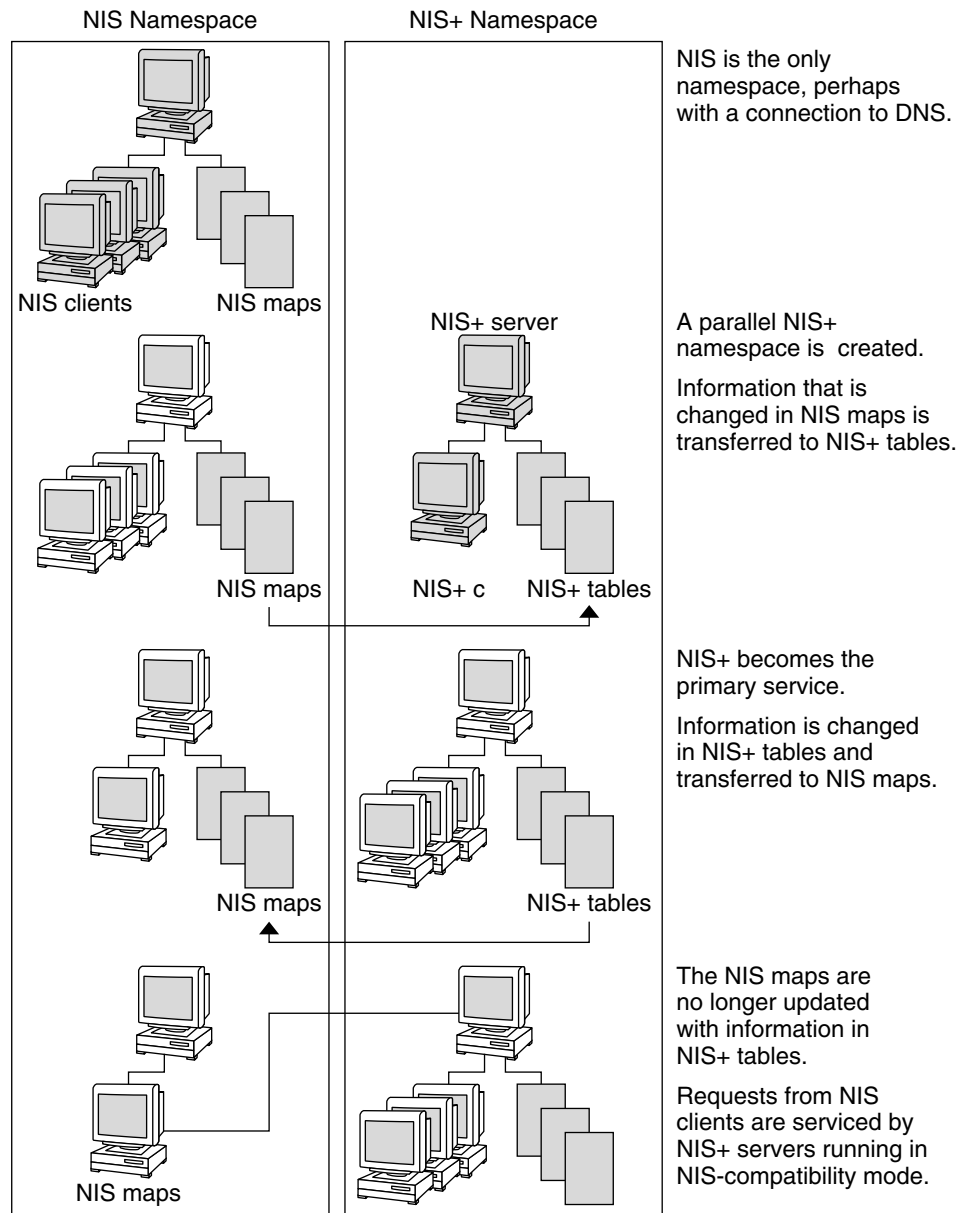 NIS Namespace
NIS+ Namespace
NIS is the only
namespace, perhaps
with a connection to DNS.
NIS clients
NIS maps
NIS+ server
A parallel NIS+
namespace is created.
Information that is
changed in NIS maps is
transferred to NIS+ tables.
NIS maps
NIS+ c
NIS+ tables
NIS+ becomes the
primary service.
Information is changed
in NIS+ tables and
transferred to NIS maps.
NIS maps
NIS+ tables
The NIS maps are
no longer updated
with information in
NIS+ tables.
Requests from NIS
clients are serviced by
NIS+ servers running in
NIS-compatibility mode.
NIS maps